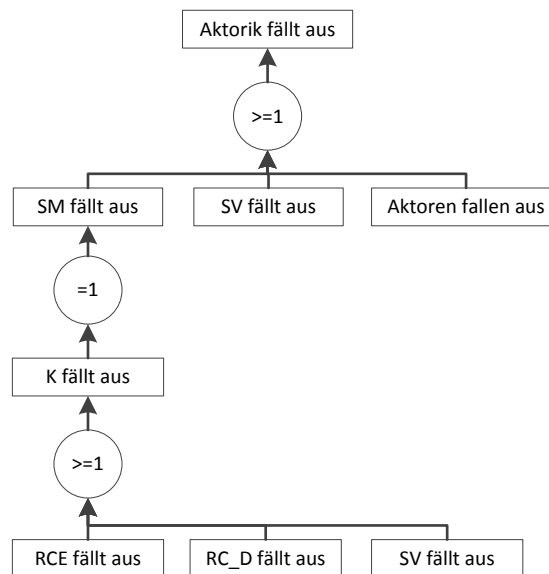 Aktorik fällt aus
>=1
SM fällt aus
SV fällt aus
Aktoren fallen aus
=1
K fällt aus
>=1
RCE fällt aus
RC_D fällt aus
SV fällt aus